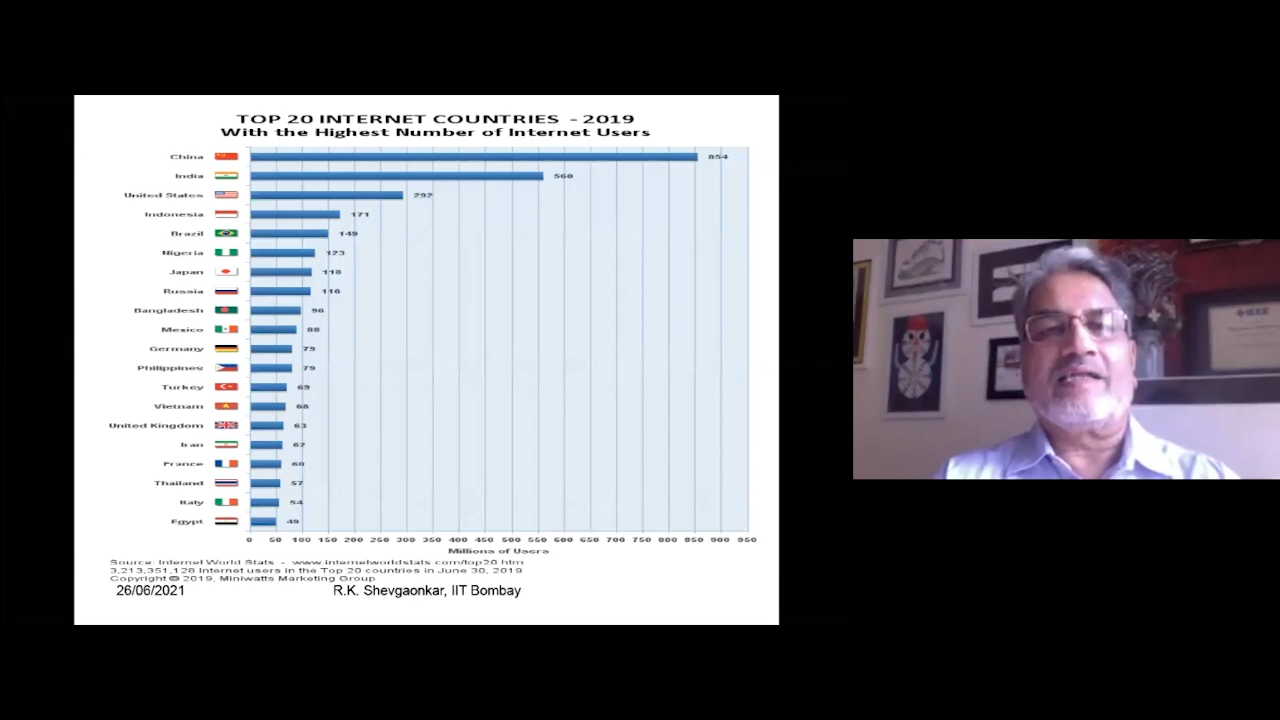 TOP 20 INTERNET COUNTRIES - 2019
With the Highest Number of Internet Users
China 854
India 560
United States 292
Indonesia 171
Brazil 149
Nigeria 123
Japan 118
Russia 116
Bangladesh 96
Mexico 88
Germany 79
Philippines 79
Turkey 69
Vietnam 68
United Kingdom 63
Iran 62
France 60
Thailand 57
Italy 54
Egypt 49
0 50 100 150 200 250 300 350 400 450 500 550 600 650 700 750 800 850 900 950
Millions of Users
Source: Internet World Stats - www.internetworldstats.com/top20.htm
3,213,351,128 Internet users in the Top 20 countries in June 30, 2019
Copyright © 2019, Miniwatts Marketing Group
26/06/2021 R.K. Shevgaonkar, IIT Bombay
IEEE